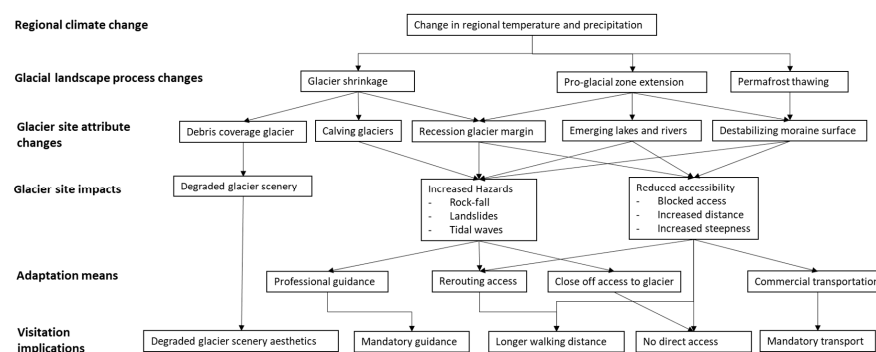 Regional climate change
Change in regional temperature and precipitation
Glacial landscape process changes
Glacier shrinkage
Pro-glacial zone extension
Permafrost thawing
Glacier site attribute
changes
Debris coverage glacier
Calving glaciers
Recession glacier margin
Emerging lakes and rivers
Destabilizing moraine surface
Glacier site impacts
Degraded glacier scenery
Increased Hazards
- Rock-fall
- Landslides
- Tidal waves
Reduced accessibility
- Blocked access
- Increased distance
- Increased steepness
Adaptation means
Professional guidance
Rerouting access
Close off access to glacier
Commercial transportation
Visitation
implications
Degraded glacier scenery aesthetics
Mandatory guidance
Longer walking distance
No direct access
Mandatory transport